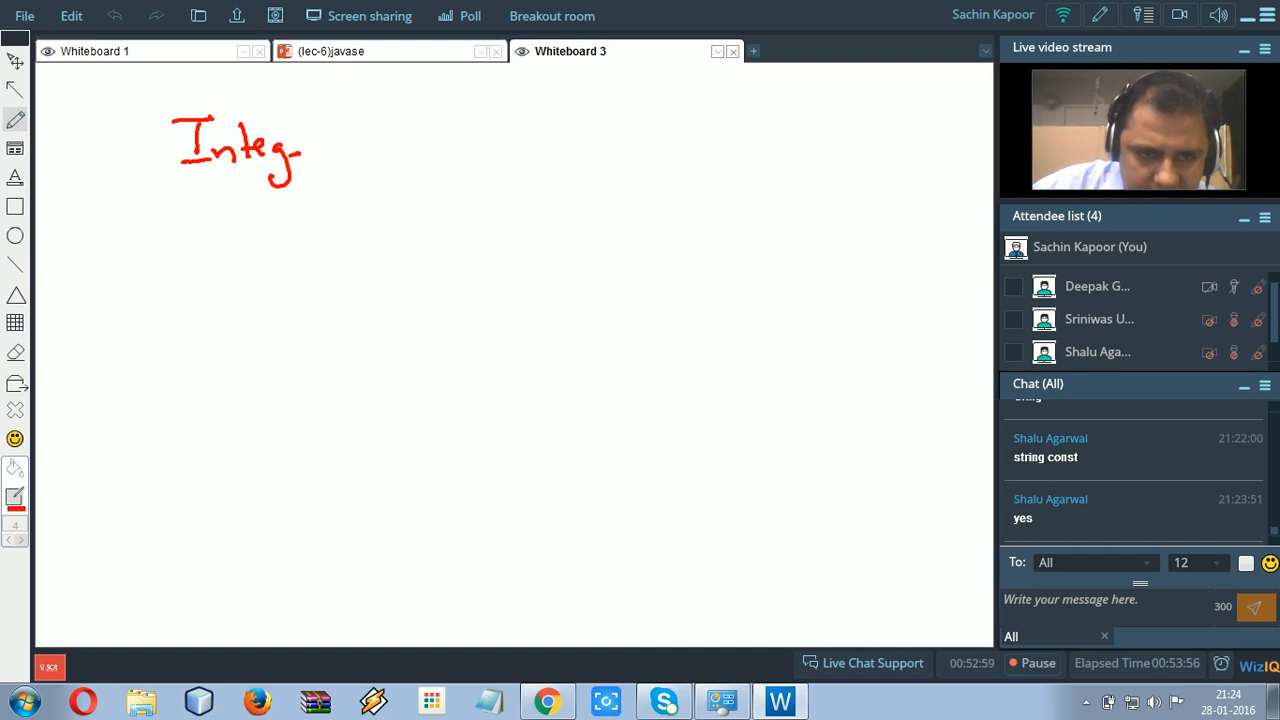 File Edit Screen sharing Poll Breakout room Sachin Kapoor
Whiteboard 1 (lec-6)javase Whiteboard 3
Live video stream
Integ
Attendee list (4)
Sachin Kapoor (You)
Deepak G...
Sriniwas U...
Shalu Aga...
Chat (All)
Shalu Agarwal 21:22:00
string const
Shalu Agarwal 21:23:51
yes
4
To: All 12
Write your message here. 300
All
Live Chat Support 00:52:59 Pause Elapsed Time 00:53:56 WizIQ
21:24
28-01-2016